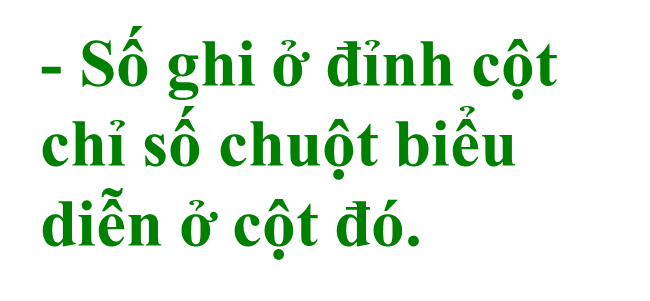 - Số ghi ở đỉnh cột
chỉ số chuột biểu
diễn ở cột đó.